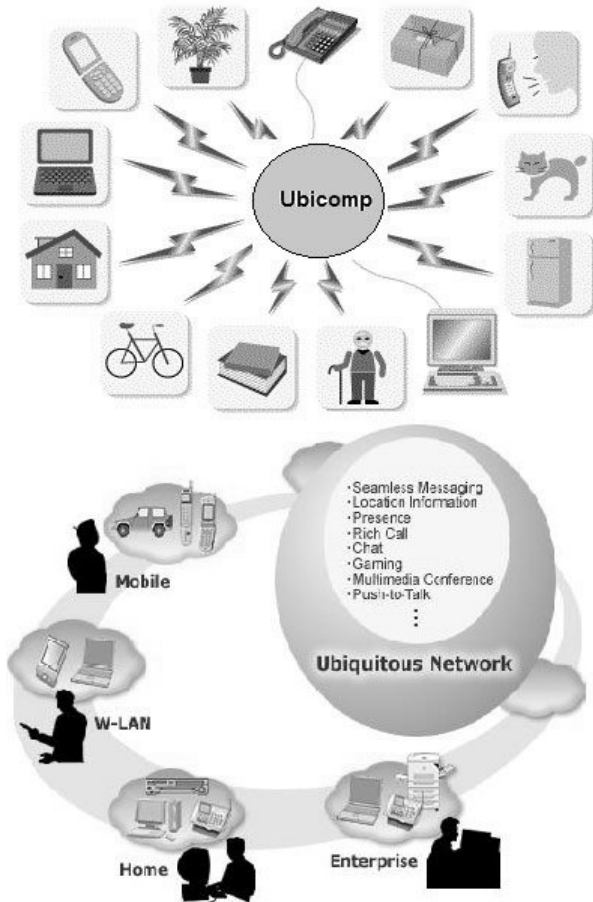 Ubicomp
·Seamless Messaging
·Location Information
·Presence
·Rich Call
·Chat
·Gaming
·Multimedia Conference
·Push-to-Talk
⋮
Ubiquitous Network
Mobile
W-LAN
Home
Enterprise